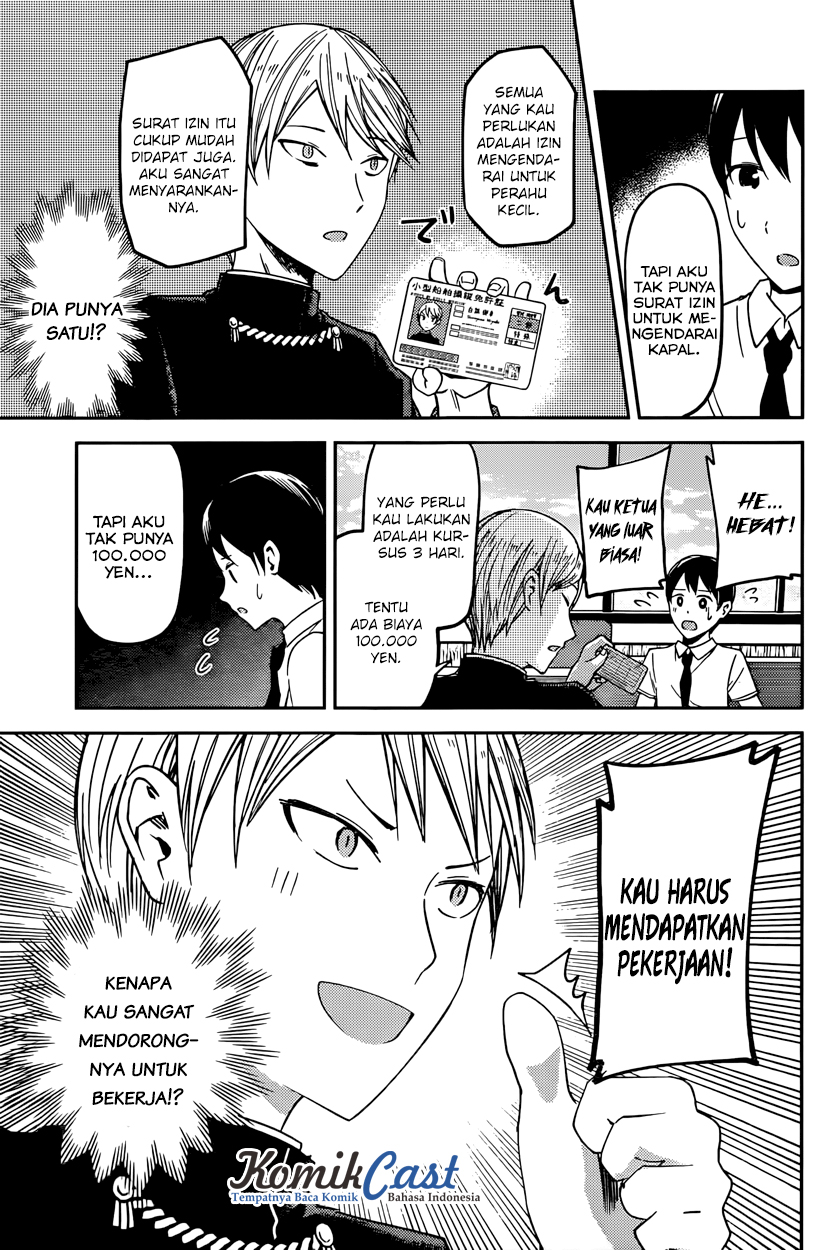 TAPI AKU
TAK PUNYA
SURAT IZIN
UNTUK ME-
NGENDARAI
KAPAL.
SEMUA
YANG KAU
PERLUKAN
ADALAH IZIN
MENGENDA-
RAI UNTUK
PERAHU
KECIL.
SURAT IZIN ITU
CUKUP MUDAH
DIDAPAT JUGA.
AKU SANGAT
MENYARANKAN-
NYA.
でん
小型船舶操縦免許証
DIA PUNYA
SATU!?
HE...
HEBAT!
KAU KETUA
YANG LUAR
BIASA!
YANG PERLU
KAU LAKUKAN
ADALAH KUR-
SUS 3 HARI.
TENTU
ADA BIAYA
100.000
YEN.
TAPI AKU
TAK PUNYA
100.000
YEN...
KAU HARUS
MENDAPATKAN
PEKERJAAN!
KENAPA
KAU SANGAT
MENDORONG-
NYA UNTUK
BEKERJA!?
KomikCast
Tempatnya Baca Komik Bahasa Indonesia